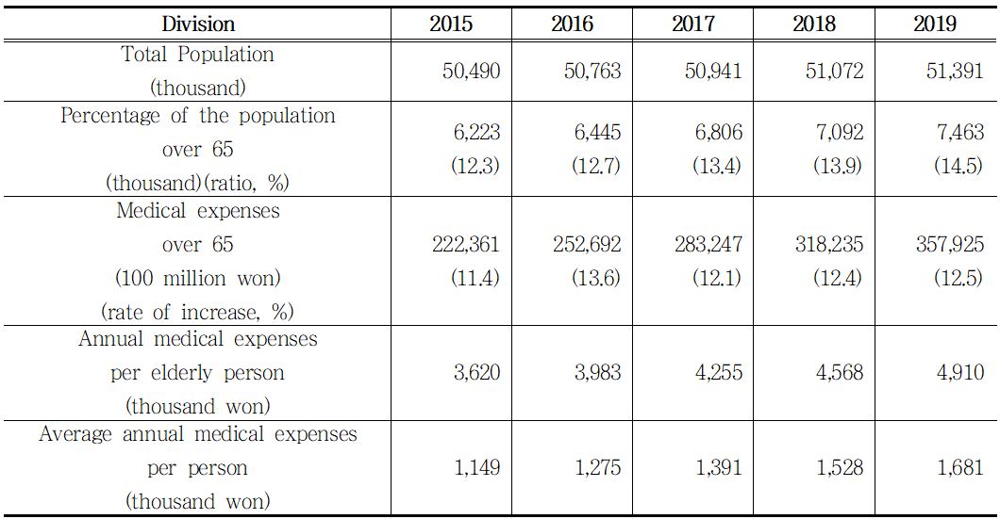 Division 2015 2016 2017 2018 2019
Total Population
(thousand)
50,490 50,763 50,941 51,072 51,391
Percentage of the population
over 65
(thousand)(ratio, %)
6,223 6,445 6,806 7,092 7,463
(12.3) (12.7) (13.4) (13.9) (14.5)
Medical expenses
over 65
(100 million won)
(rate of increase, %)
222,361 252,692 283,247 318,235 357,925
(11.4) (13.6) (12.1) (12.4) (12.5)
Annual medical expenses
per elderly person
(thousand won)
3,620 3,983 4,255 4,568 4,910
Average annual medical expenses
per person
(thousand won)
1,149 1,275 1,391 1,528 1,681